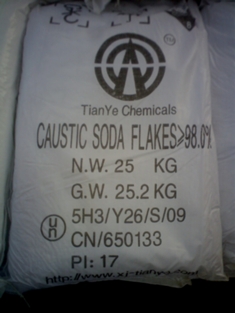 TianYe Chemicals
CAUSTIC SODA FLAKES≥98.0%
N.W. 25 KG
G.W. 25.2 KG
un
5H3/Y26/S/09
CN/650133
PI: 17